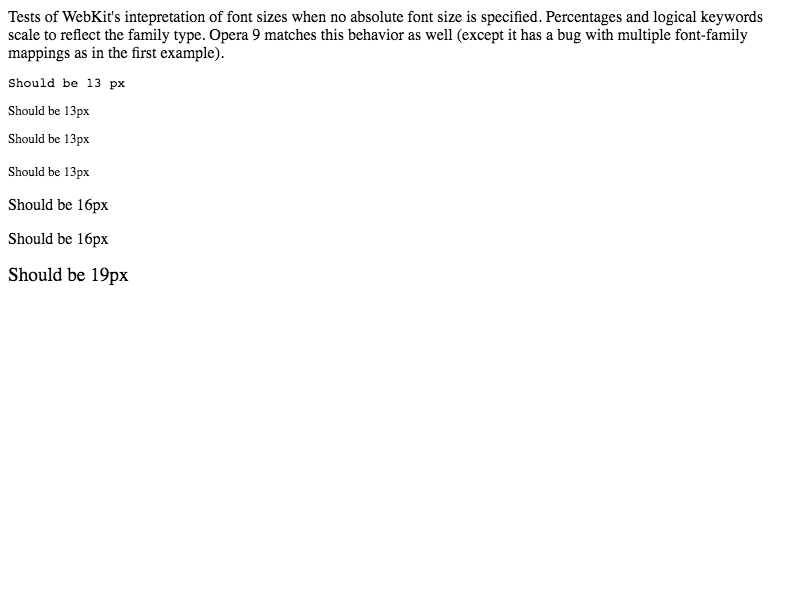 Tests of WebKit's intepretation of font sizes when no absolute font size is specified. Percentages and logical keywords
scale to reflect the family type. Opera 9 matches this behavior as well (except it has a bug with multiple font-family
mappings as in the first example).
Should be 13 px
Should be 13px
Should be 13px
Should be 13px
Should be 16px
Should be 16px
Should be 19px